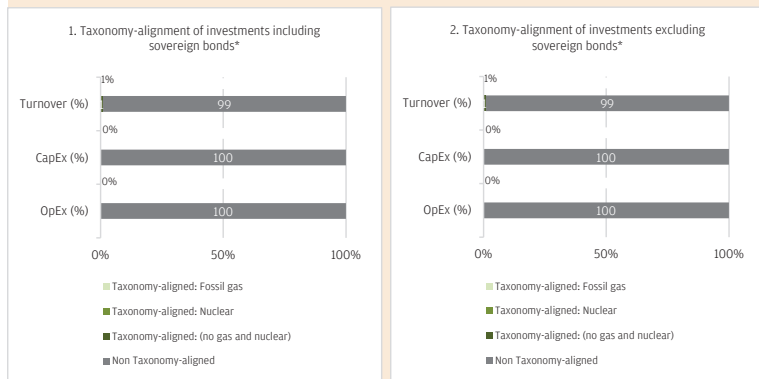 1. Taxonomy-alignment of investments including
sovereign bonds*
1%
Turnover (%)
99
0%
CapEx (%)
100
0%
OpEx (%)
100
0%
50%
100%
Taxonomy-aligned: Fossil gas
Taxonomy-aligned: Nuclear
Taxonomy-aligned: (no gas and nuclear)
Non Taxonomy-aligned
2. Taxonomy-alignment of investments excluding
sovereign bonds*
1%
Turnover (%)
99
0%
CapEx (%)
100
0%
OpEx (%)
100
0%
50%
100%
Taxonomy-aligned: Fossil gas
Taxonomy-aligned: Nuclear
Taxonomy-aligned: (no gas and nuclear)
Non Taxonomy-aligned